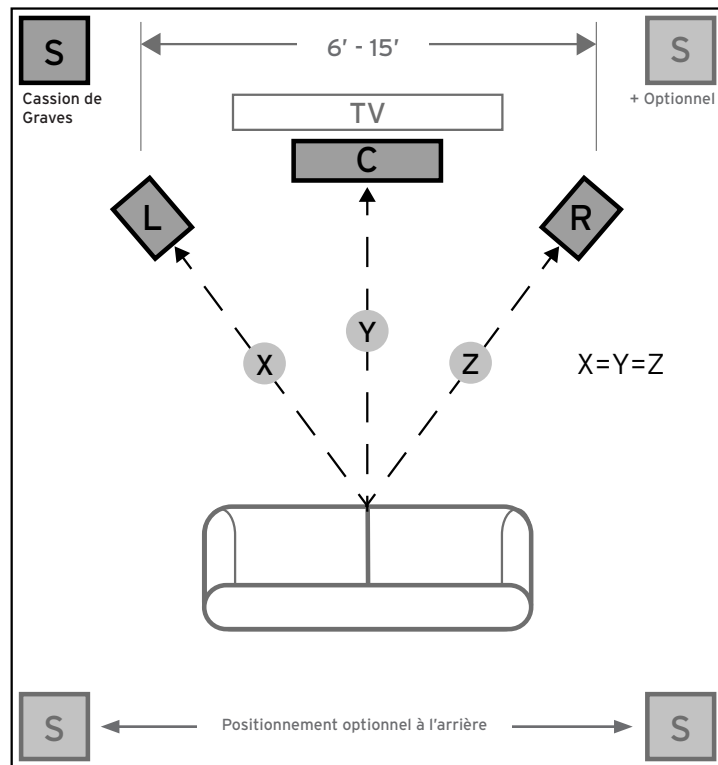 S
6' - 15'
S
Cassion de
Graves
+ Optionnel
TV
C
L
R
Y
X
Z
X=Y=Z
S
Positionnement optionnel à l'arrière
S